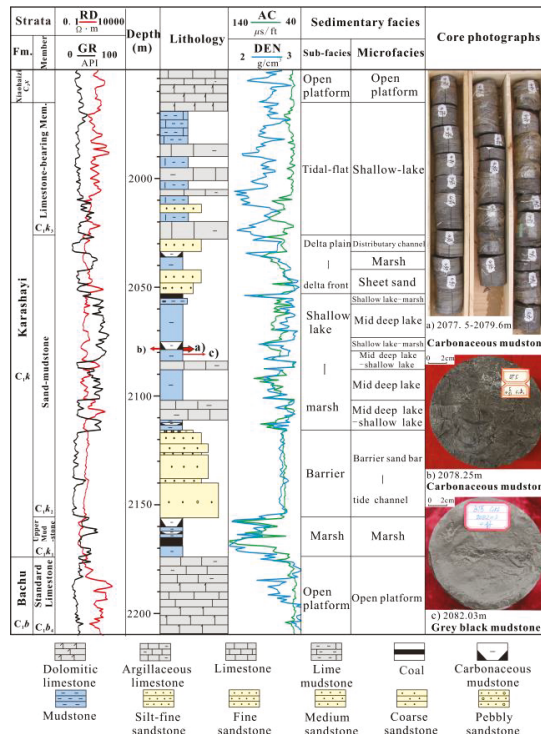 Strata
0.1 RD 10000
Ω·m
GR
0 100
API
Depth
(m)
Lithology
140 AC 40
μs/ft
DEN
2 3
g/cm³
Sedimentary facies
Core photographs
Fm.
Member
Sub-facies
Microfacies
Open
platform
Open
platform
Limestone-bearing Mem.
2000
Tidal-flat
Shallow-lake
C₁k₃
Karashayi
C₁k
Sand-mudstone
Delta plain
|
delta front
Distributary channel
Marsh
Sheet sand
2050
Shallow
lake
|
marsh
Shallow lake-marsh
Mid deep lake
Shallow lake-marsh
Mid deep lake
-shallow lake
Mid deep lake
Mid deep lake
-shallow lake
b)
a)
c)
2100
Barrier
Barrier sand bar
|
tide channel
2150
Upper
Mud
-stone
Marsh
Marsh
Bachu
C₁b
Standard
Limestone
Open
platform
Open platform
2200
a) 2077. 5-2079.6m
Carbonaceous mudstone
0 2cm
b) 2078.25m
Carbonaceous mudston
0 2cm
c) 2082.03m
Grey black mudstone
Dolomitic
limestone
Argillaceous
limestone
Limestone
Lime
mudstone
Coal
Carbonaceous
mudstone
Mudstone
Silt-fine
sandstone
Fine
sandstone
Medium
sandstone
Coarse
sandstone
Pebbly
sandstone